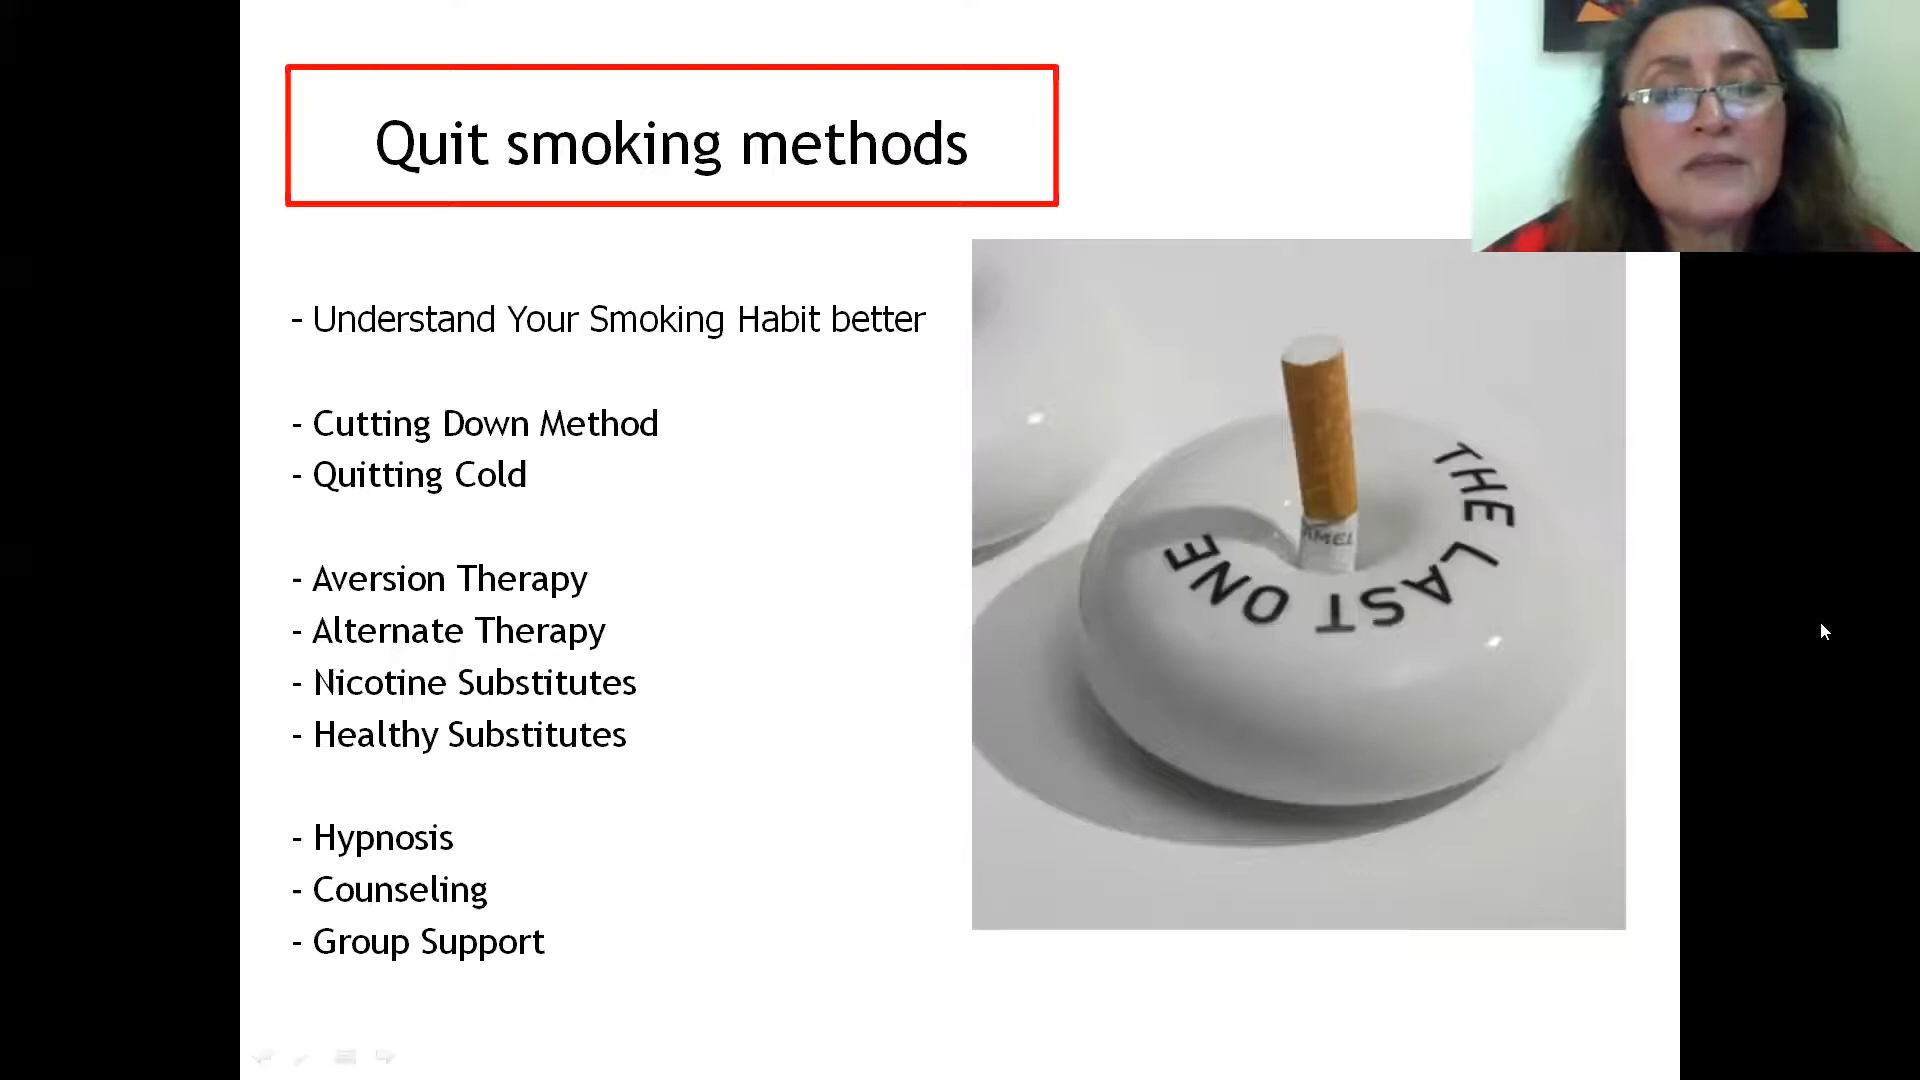 Quit smoking methods
- Understand Your Smoking Habit better
- Cutting Down Method
- Quitting Cold
- Aversion Therapy
- Alternate Therapy
- Nicotine Substitutes
- Healthy Substitutes
- Hypnosis
- Counseling
- Group Support
THE LAST ONE
AMEL